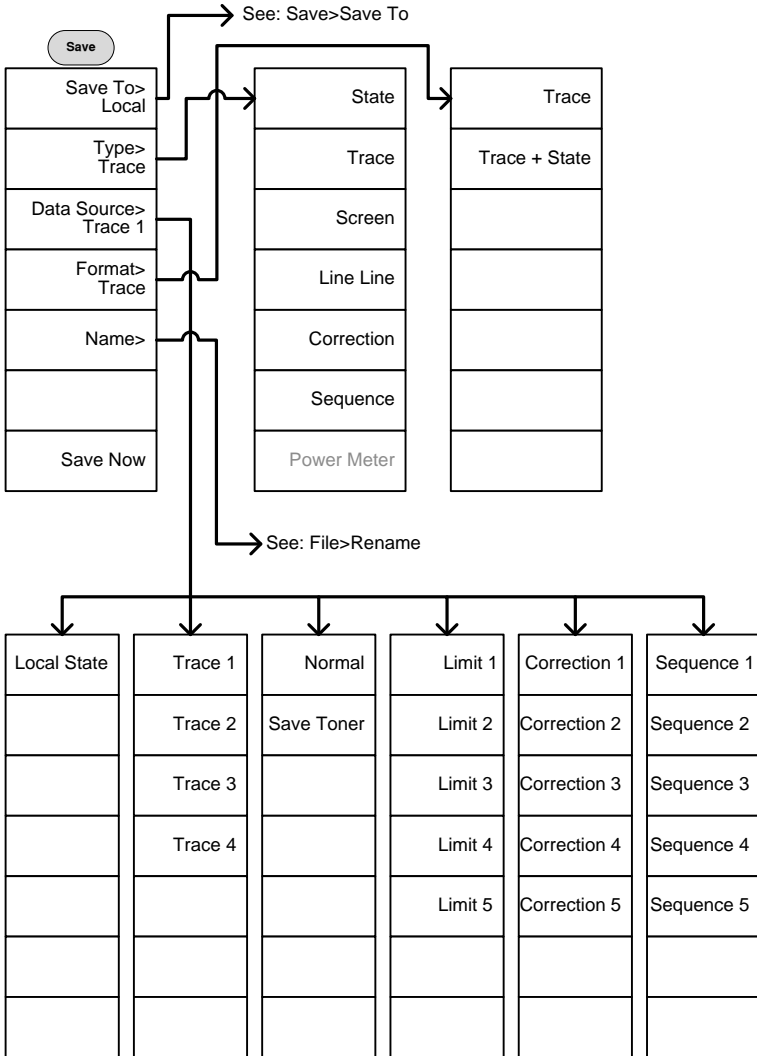 See: Save>Save To
Save
Save To>
Local
Type>
Trace
Data Source>
Trace 1
Format>
Trace
Name>
Save Now
State
Trace
Screen
Line Line
Correction
Sequence
Power Meter
Trace
Trace + State
See: File>Rename
Local State
Trace 1
Trace 2
Trace 3
Trace 4
Normal
Save Toner
Limit 1
Limit 2
Limit 3
Limit 4
Limit 5
Correction 1
Correction 2
Correction 3
Correction 4
Correction 5
Sequence 1
Sequence 2
Sequence 3
Sequence 4
Sequence 5